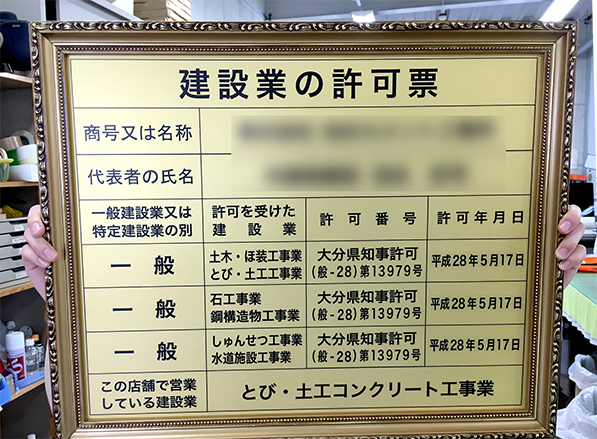 建設業の許可票
商号又は名称
代表者の氏名
一般建設業又は
特定建設業の別
許可を受けた
建設業
許可番号
許可年月日
一般
土木・ほ装工事業
とび・土工工事業
大分県知事許可
(般-28)第13979号
平成28年5月17日
一般
石工事業
鋼構造物工事業
大分県知事許可
(般-28)第13979号
平成28年5月17日
一般
しゅんせつ工事業
水道施設工事業
大分県知事許可
(般-28)第13979号
平成28年5月17日
この店舗で営業
している建設業
とび・土工コンクリート工事業